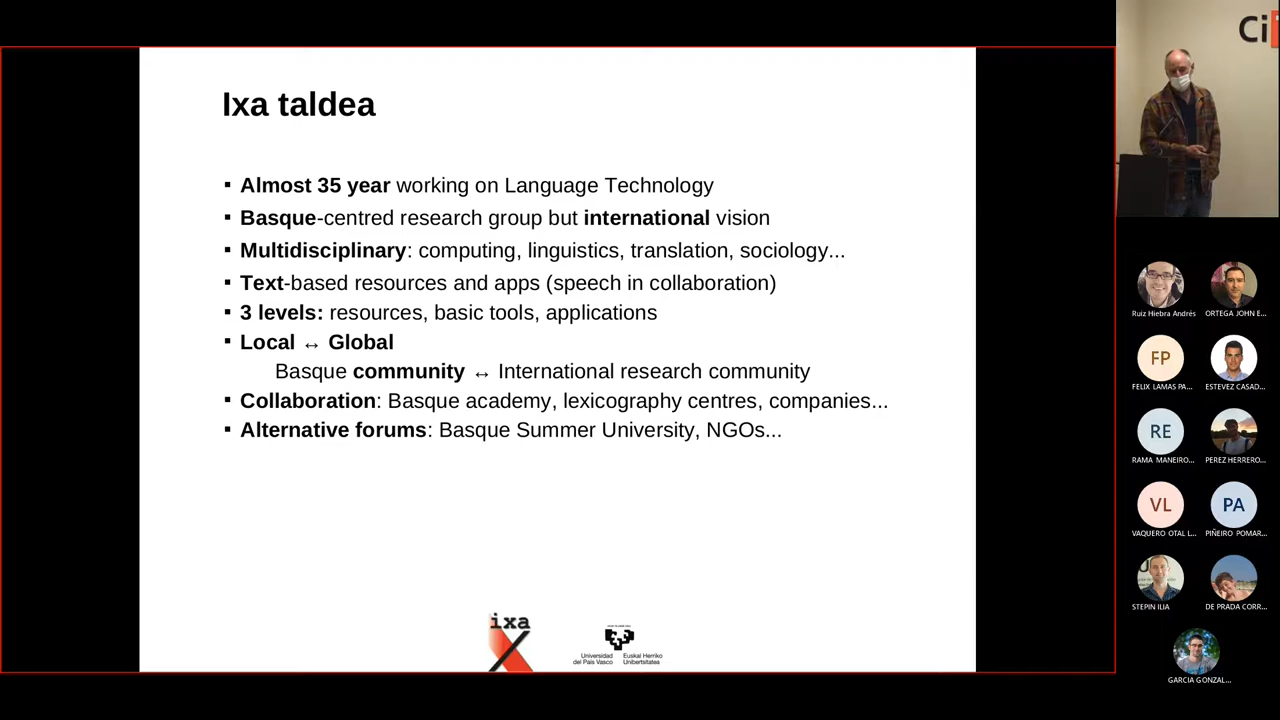 Ixa taldea
▪ Almost 35 year working on Language Technology
▪ Basque-centred research group but international vision
▪ Multidisciplinary: computing, linguistics, translation, sociology...
▪ Text-based resources and apps (speech in collaboration)
▪ 3 levels: resources, basic tools, applications
▪ Local ↔ Global
Basque community ↔ International research community
▪ Collaboration: Basque academy, lexicography centres, companies...
▪ Alternative forums: Basque Summer University, NGOs...
ixa
Universidad del País Vasco
Euskal Herriko Unibertsitatea
Ci
Ruiz Hiebra Andrés
ORTEGA JOHN E...
FP
FELIX LAMAS PA...
ESTEVEZ CASAD...
RE
RAMA MANEIRO...
PEREZ HERRERO...
VL
VAQUERO OTAL L...
PA
PIÑEIRO POMAR...
STEPIN ILIA
DE PRADA CORR...
GARCIA GONZAL...